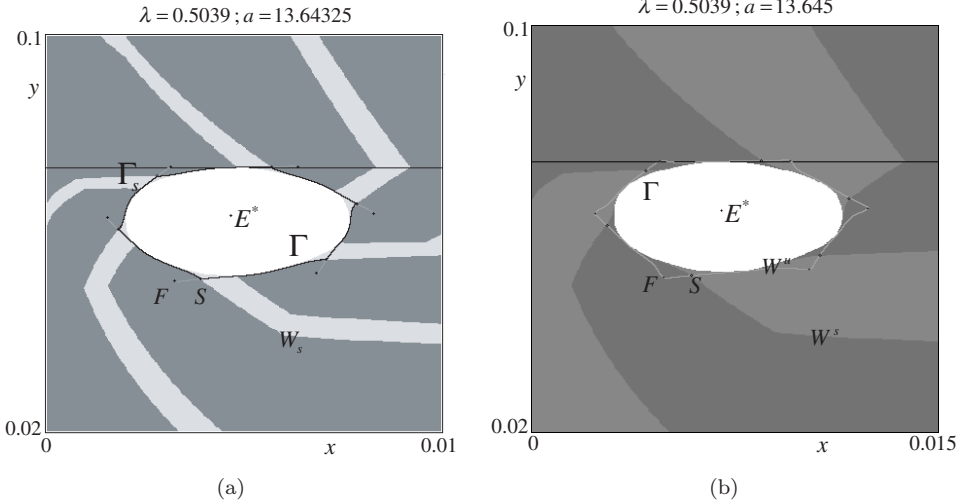 λ = 0.5039 ; a = 13.64325
0.1
y
Γs
E*
Γ
F
S
Ws
0.02
0
x
0.01
(a)
λ = 0.5039 ; a = 13.645
0.1
y
Γ
E*
Wu
F
S
Ws
0.02
0
x
0.015
(b)